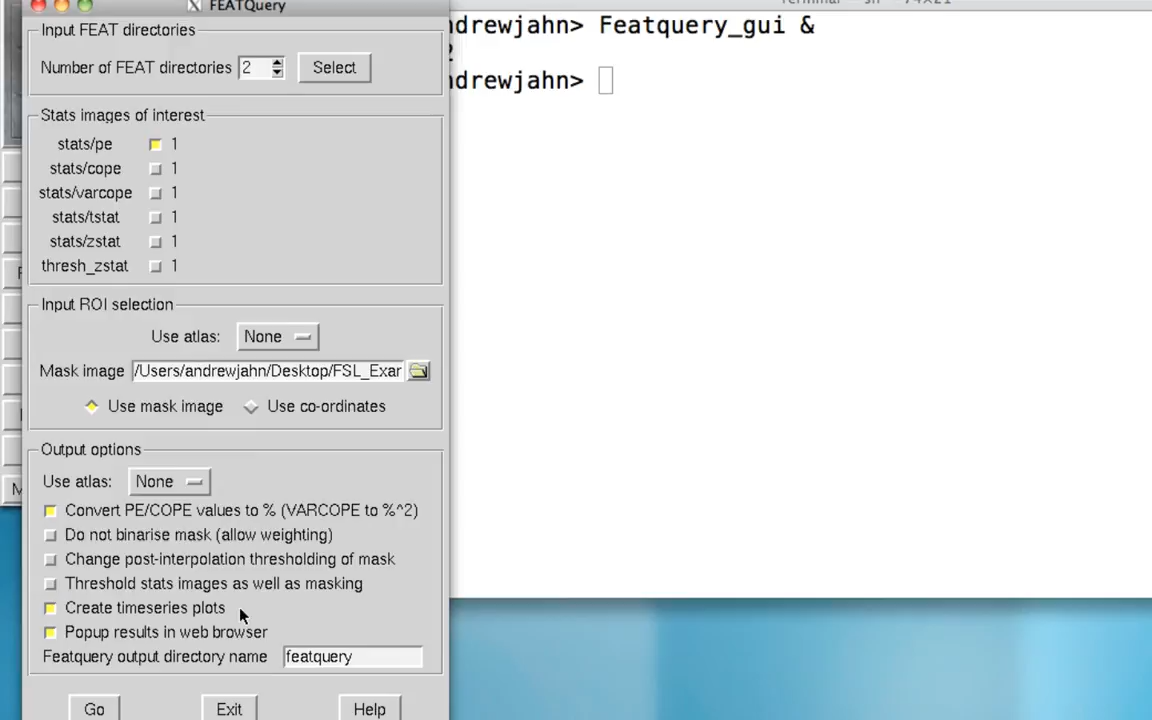 FEATQuery
Input FEAT directories
Number of FEAT directories 2 Select
Stats images of interest
stats/pe 1
stats/cope 1
stats/varcope 1
stats/tstat 1
stats/zstat 1
thresh_zstat 1
Input ROI selection
Use atlas: None
Mask image /Users/andrewjahn/Desktop/FSL_Exar
Use mask image Use co-ordinates
Output options
Use atlas: None
Convert PE/COPE values to % (VARCOPE to %^2)
Do not binarise mask (allow weighting)
Change post-interpolation thresholding of mask
Threshold stats images as well as masking
Create timeseries plots
Popup results in web browser
Featquery output directory name featquery
Go Exit Help
ndrewjahn> Featquery_gui &
2
ndrewjahn>